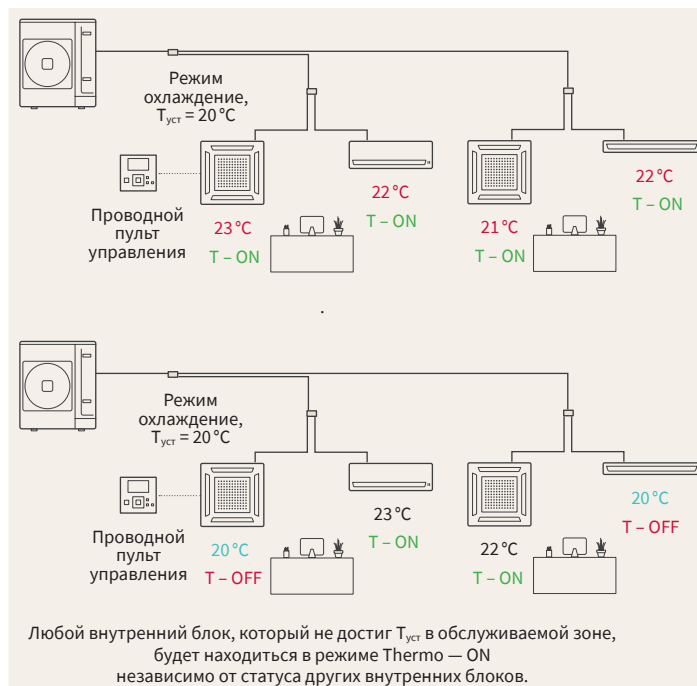 Режим
охлаждение,
Tуст = 20 °C
22 °C
T – ON
22 °C
T – ON
Проводной
пульт
управления
23 °C
T – ON
21 °C
T – ON
.
Режим
охлаждение,
Tуст = 20 °C
Проводной
пульт
управления
20 °C
T – OFF
23 °C
T – ON
22 °C
T – ON
20 °C
T – OFF
Любой внутренний блок, который не достиг Tуст в обслуживаемой зоне,
будет находиться в режиме Thermo — ON
независимо от статуса других внутренних блоков.